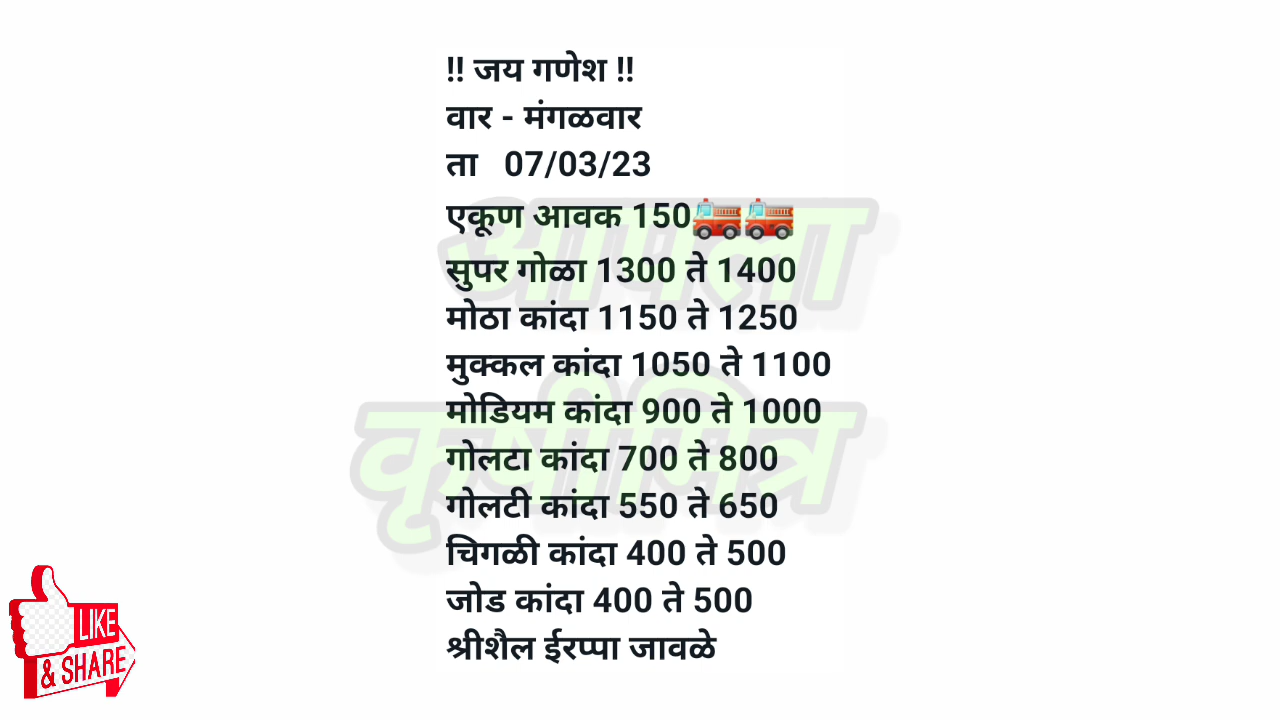 !! जय गणेश !!
वार - मंगळवार
ता 07/03/23
एकूण आवक 150🚒🚒
सुपर गोळा 1300 ते 1400
मोठा कांदा 1150 ते 1250
मुक्कल कांदा 1050 ते 1100
मोडियम कांदा 900 ते 1000
गोलटा कांदा 700 ते 800
गोलटी कांदा 550 ते 650
चिगळी कांदा 400 ते 500
जोड कांदा 400 ते 500
श्रीशैल ईरप्पा जावळे
आपला
कृषीमित्र
LIKE
& SHARE